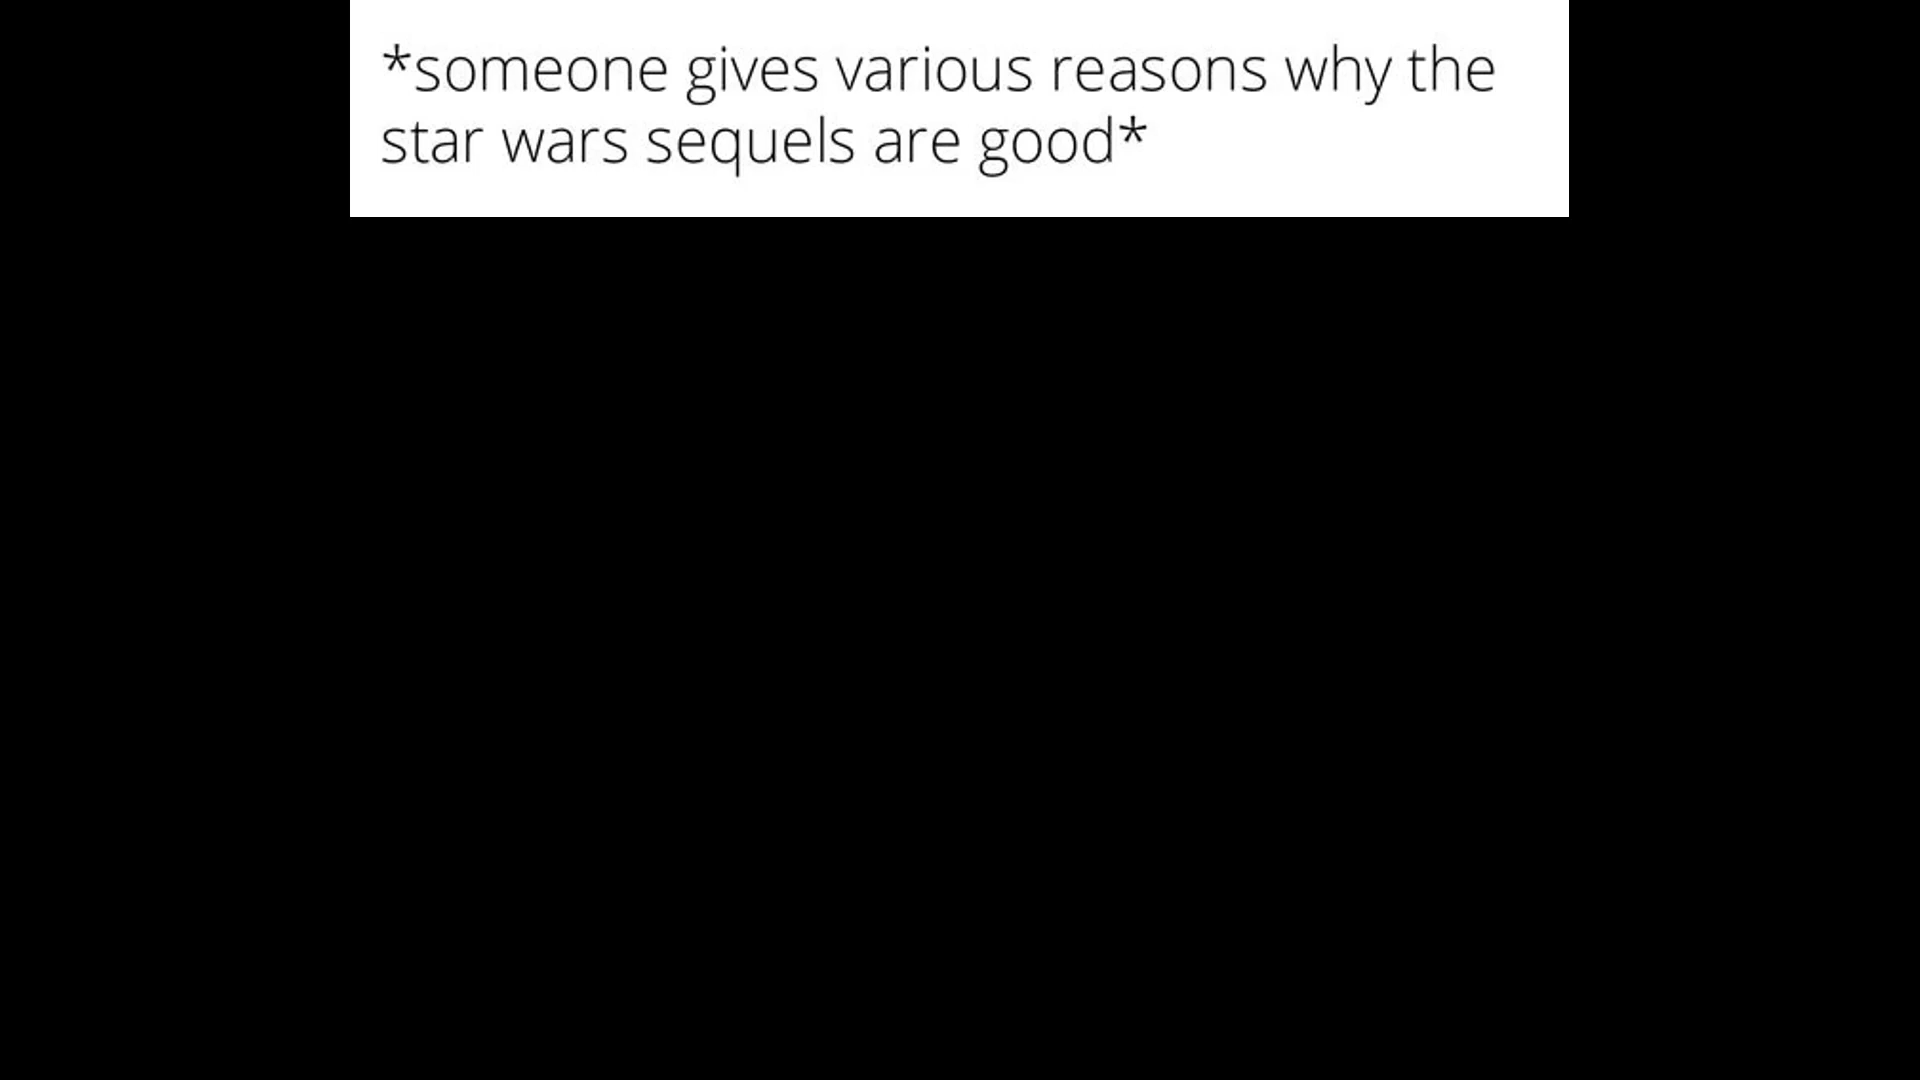 *someone gives various reasons why the
star wars sequels are good*